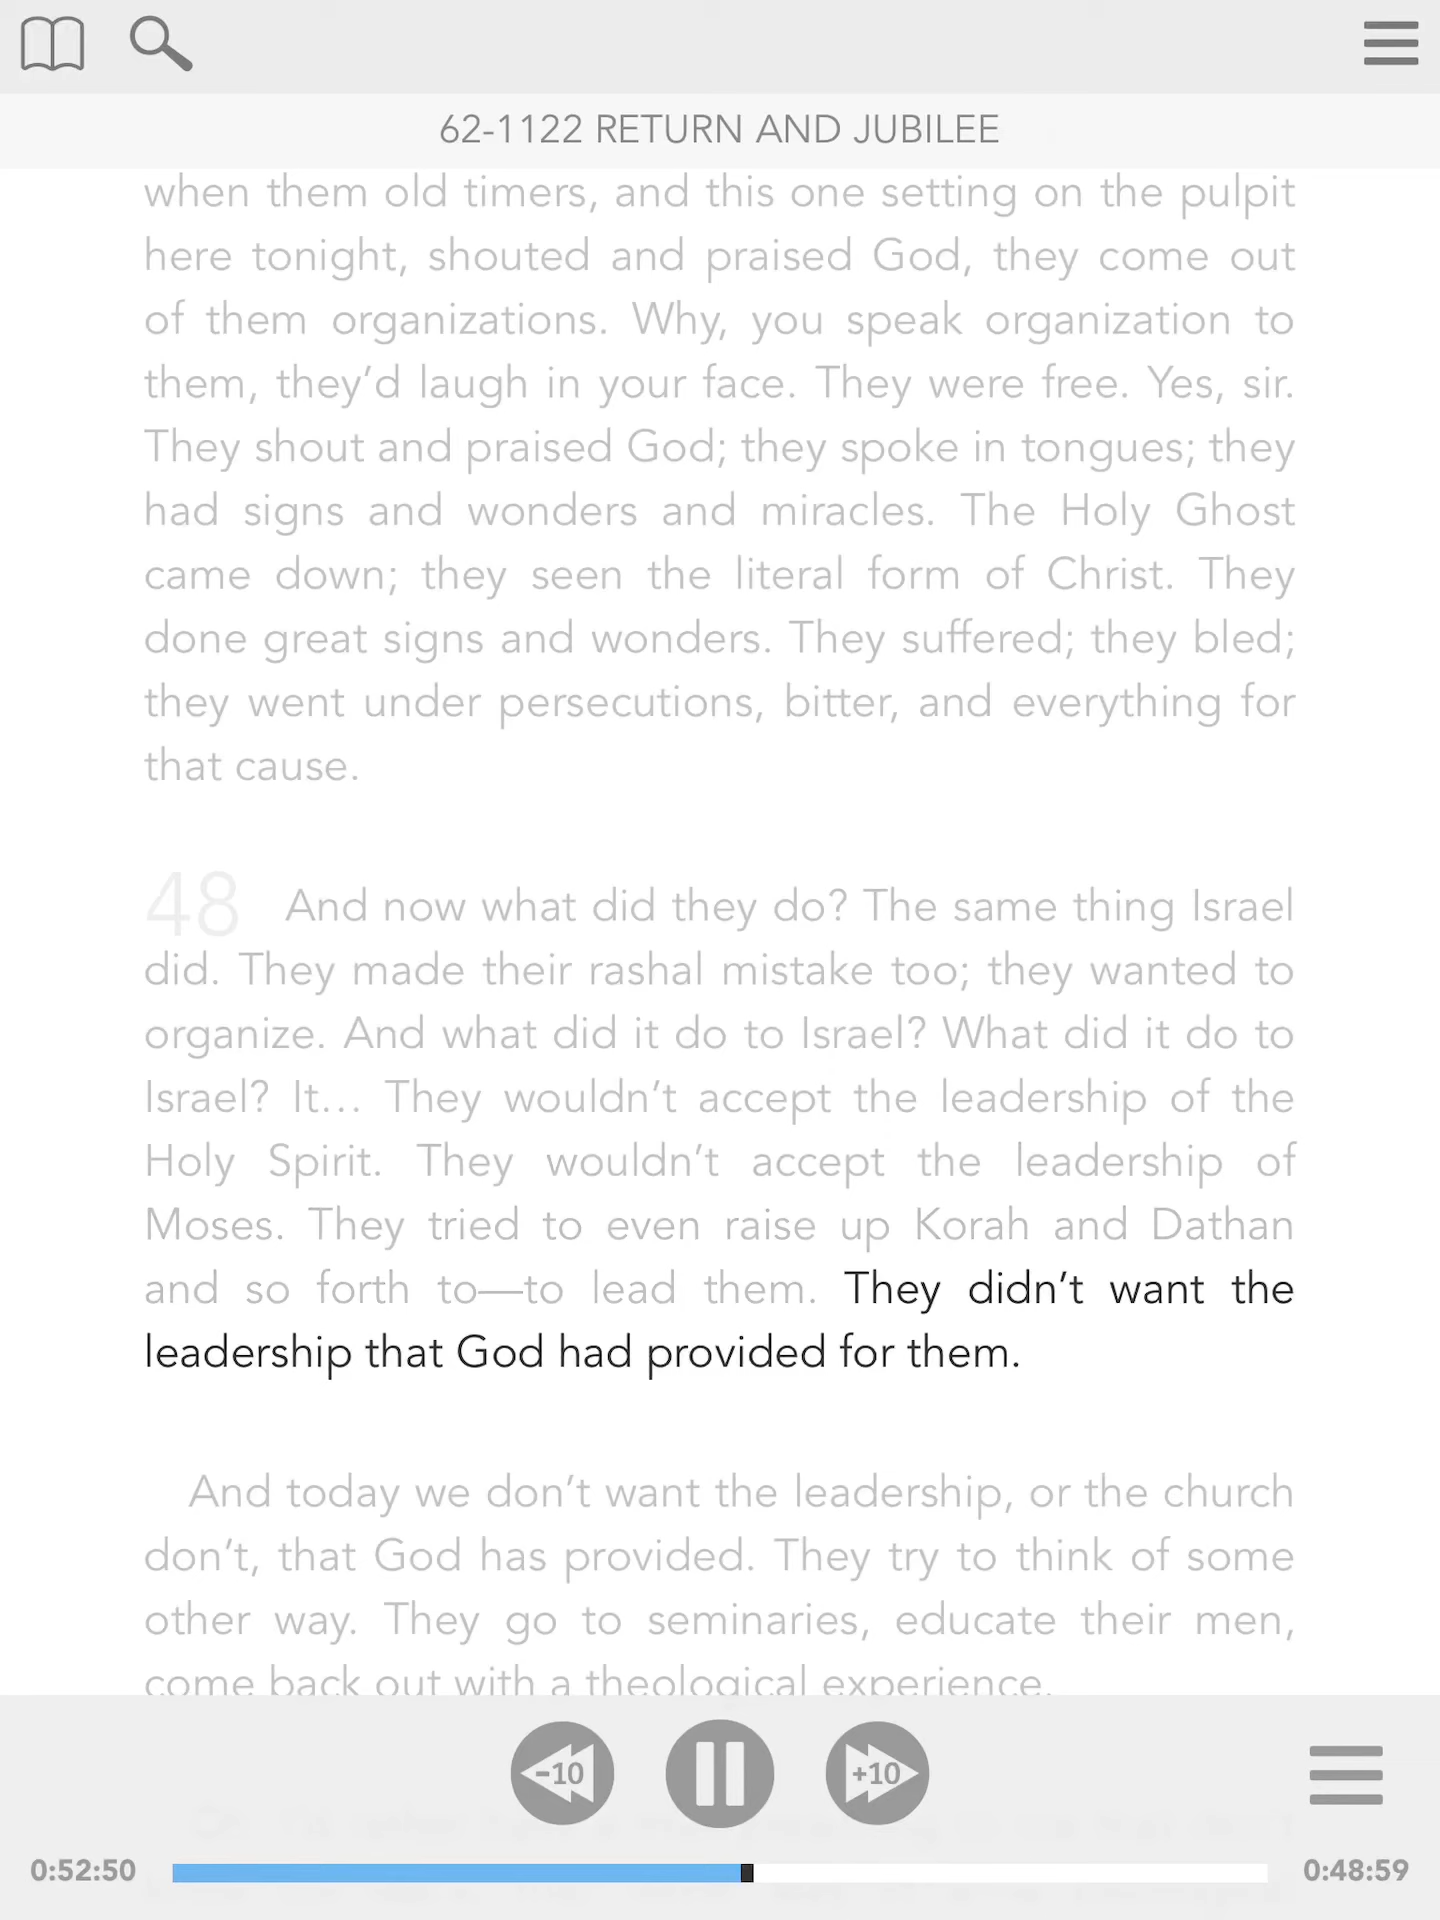 62-1122 RETURN AND JUBILEE
when them old timers, and this one setting on the pulpit
here tonight, shouted and praised God, they come out
of them organizations. Why, you speak organization to
them, they’d laugh in your face. They were free. Yes, sir.
They shout and praised God; they spoke in tongues; they
had signs and wonders and miracles. The Holy Ghost
came down; they seen the literal form of Christ. They
done great signs and wonders. They suffered; they bled;
they went under persecutions, bitter, and everything for
that cause.
48 And now what did they do? The same thing Israel
did. They made their rashal mistake too; they wanted to
organize. And what did it do to Israel? What did it do to
Israel? It… They wouldn’t accept the leadership of the
Holy Spirit. They wouldn’t accept the leadership of
Moses. They tried to even raise up Korah and Dathan
and so forth to—to lead them. They didn’t want the
leadership that God had provided for them.
And today we don’t want the leadership, or the church
don’t, that God has provided. They try to think of some
other way. They go to seminaries, educate their men,
come back out with a theological experience.
-10 +10
0:52:50 0:48:59